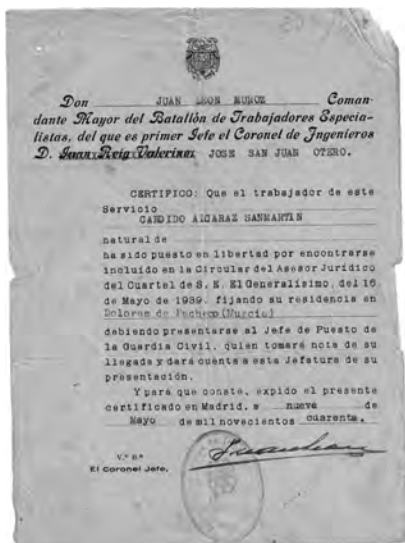 Don JUAN LEON MUÑOZ Coman-
dante Mayor del Batallón de Trabajadores Especia-
listas, del que es primer Jefe el Coronel de Ingenieros
D. Juan Reig Valerino JOSE SAN JUAN OTERO.
CERTIFICO: Que el trabajador de este
Servicio
CANDIDO ALCARAZ SANMARTIN
natural de
ha sido puesto en libertad por encontrarse
incluído en la Circular del Asesor Jurídico
del Cuartel de S. E. El Generalísimo, del 16
de Mayo de 1939, fijando su residencia en
Dolores de Pacheco (Murcia)
debiendo presentarse al Jefe de Puesto de
la Guardia Civil, quien tomará nota de su
llegada y dará cuenta a esta Jefatura de su
presentación.
Y para que conste, expido el presente
certificado en Madrid, a nueve de
Mayo de mil novecientos cuarenta.
V.º B.º
El Coronel Jefe,